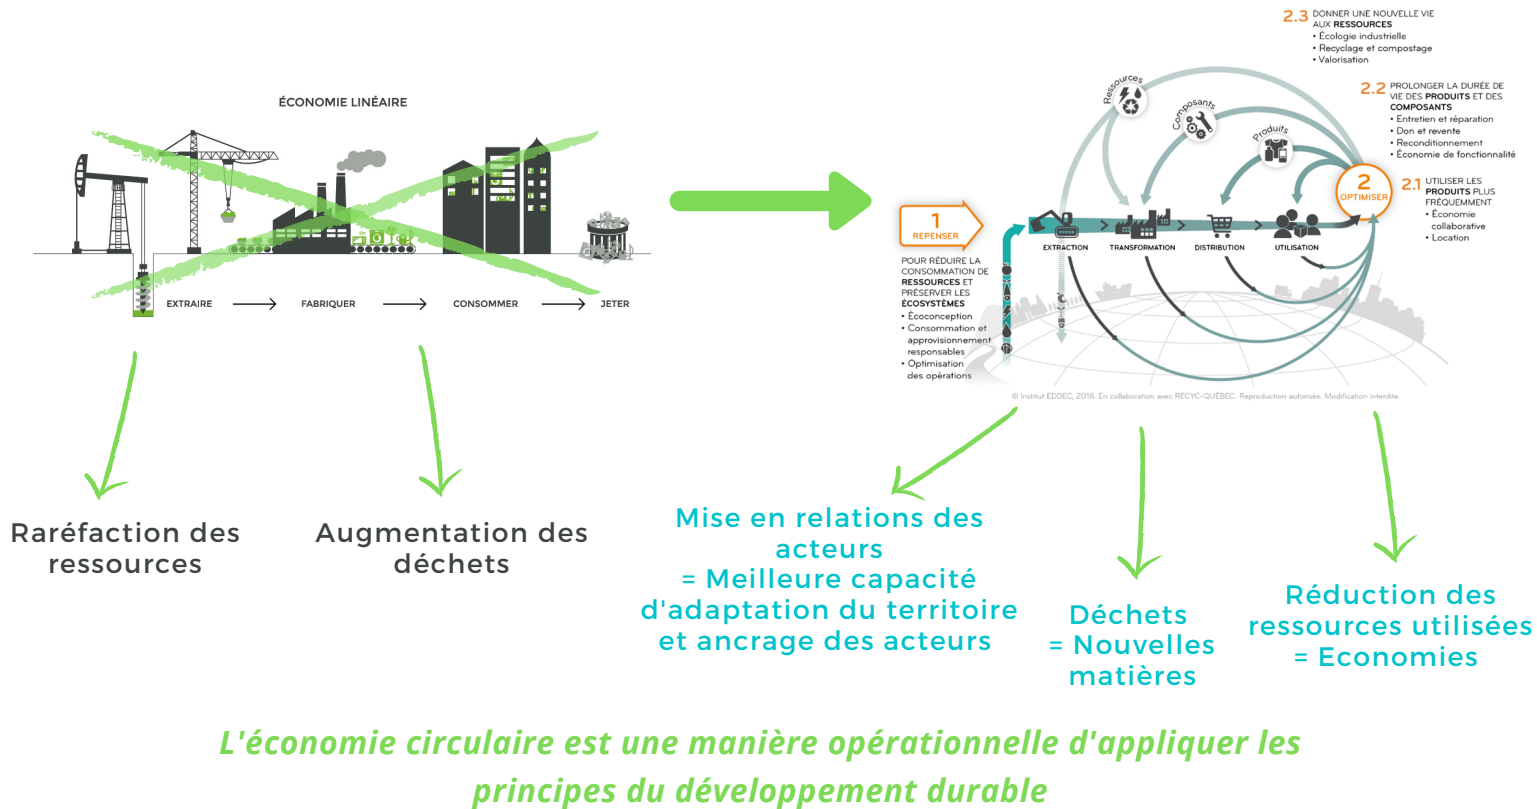 ÉCONOMIE LINÉAIRE
EXTRAIRE
FABRIQUER
CONSOMMER
JETER
Raréfaction des
ressources
Augmentation des
déchets
2.3 DONNER UNE NOUVELLE VIE
AUX RESSOURCES
• Écologie industrielle
• Recyclage et compostage
• Valorisation
2.2 PROLONGER LA DURÉE DE
VIE DES PRODUITS ET DES
COMPOSANTS
• Entretien et réparation
• Don et revente
• Reconditionnement
• Économie de fonctionnalité
2.1 UTILISER LES
PRODUITS PLUS
FRÉQUEMMENT
• Économie
collaborative
• Location
Ressources
Composants
Produits
2
OPTIMISER
1
REPENSER
POUR RÉDUIRE LA
CONSOMMATION DE
RESSOURCES ET
PRÉSERVER LES
ÉCOSYSTÈMES
• Écoconception
• Consommation et
approvisionnement
responsables
• Optimisation
des opérations
EXTRACTION
TRANSFORMATION
DISTRIBUTION
UTILISATION
© Institut EDDEC, 2018. En collaboration avec RECYC-QUÉBEC. Reproduction autorisée. Modification interdite.
Mise en relations des
acteurs
= Meilleure capacité
d'adaptation du territoire
et ancrage des acteurs
Déchets
= Nouvelles
matières
Réduction des
ressources utilisées
= Economies
L'économie circulaire est une manière opérationnelle d'appliquer les
principes du développement durable